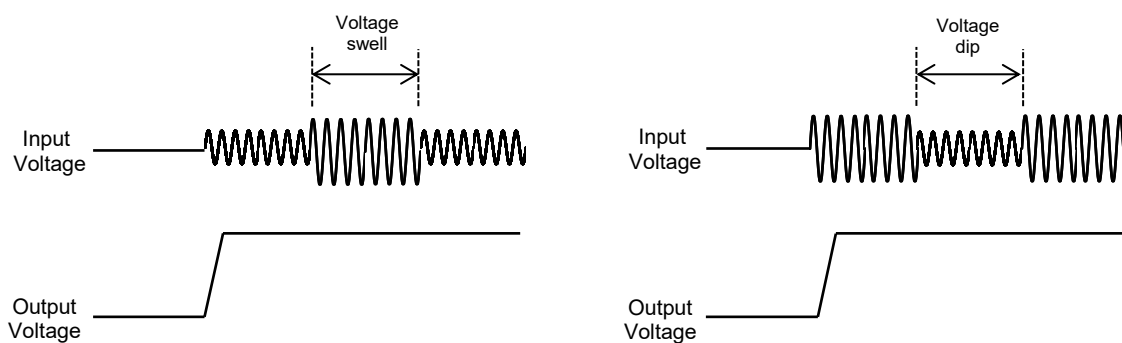 Voltage
swell
Input
Voltage
Output
Voltage
Voltage
dip
Input
Voltage
Output
Voltage